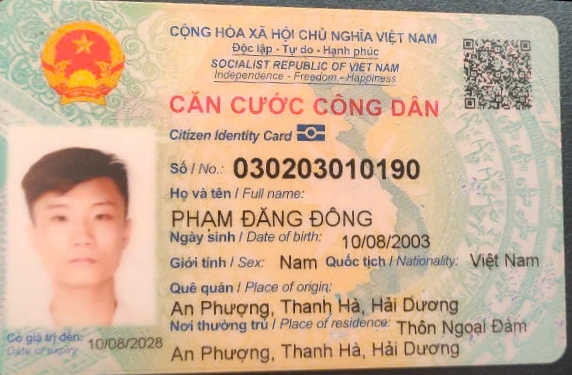 CỘNG HÒA XÃ HỘI CHỦ NGHĨA VIỆT NAM
Độc lập - Tự do - Hạnh phúc
SOCIALIST REPUBLIC OF VIET NAM
Independence - Freedom - Happiness
CĂN CƯỚC CÔNG DÂN
Citizen Identity Card
Số / No.: 030203010190
Họ và tên / Full name:
PHẠM ĐĂNG ĐÔNG
Ngày sinh / Date of birth: 10/08/2003
Giới tính / Sex: Nam Quốc tịch / Nationality: Việt Nam
Quê quán / Place of origin:
An Phượng, Thanh Hà, Hải Dương
Nơi thường trú / Place of residence: Thôn Ngoại Đàm
An Phượng, Thanh Hà, Hải Dương
Có giá trị đến: 10/08/2028
Date of expiry